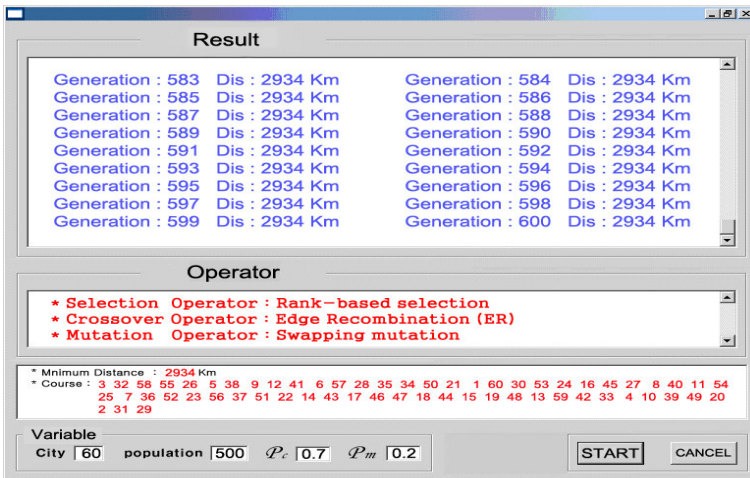 Result
Generation : 583 Dis : 2934 Km Generation : 584 Dis : 2934 Km
Generation : 585 Dis : 2934 Km Generation : 586 Dis : 2934 Km
Generation : 587 Dis : 2934 Km Generation : 588 Dis : 2934 Km
Generation : 589 Dis : 2934 Km Generation : 590 Dis : 2934 Km
Generation : 591 Dis : 2934 Km Generation : 592 Dis : 2934 Km
Generation : 593 Dis : 2934 Km Generation : 594 Dis : 2934 Km
Generation : 595 Dis : 2934 Km Generation : 596 Dis : 2934 Km
Generation : 597 Dis : 2934 Km Generation : 598 Dis : 2934 Km
Generation : 599 Dis : 2934 Km Generation : 600 Dis : 2934 Km
Operator
* Selection Operator : Rank-based selection
* Crossover Operator : Edge Recombination (ER)
* Mutation Operator : Swapping mutation
* Mnimum Distance : 2934 Km
* Course : 3 32 58 55 26 5 38 9 12 41 6 57 28 35 34 50 21 1 60 30 53 24 16 45 27 8 40 11 54
25 7 36 52 23 56 37 51 22 14 43 17 46 47 18 44 15 19 48 13 59 42 33 4 10 39 49 20
2 31 29
Variable
City 60 population 500 Pc 0.7 Pm 0.2 START CANCEL